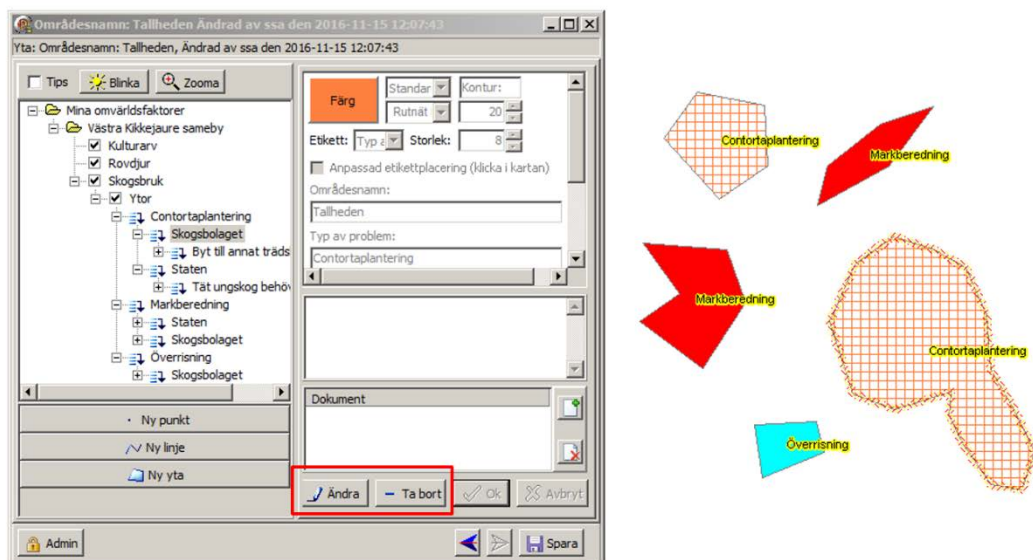 Områdesnamn: Tallheden Ändrad av ssa den 2016-11-15 12:07:43
Yta: Områdesnamn: Tallheden, Ändrad av ssa den 2016-11-15 12:07:43
Tips
Blinka
Zooma
Mina omvärldsfaktorer
Västra Kikkejaure sameby
Kulturarv
Rovdjur
Skogsbruk
Ytor
Contortaplantering
Skogsbolaget
Byt till annat träds
Staten
Tät ungskog behöv
Markberedning
Staten
Skogsbolaget
Överrisning
Skogsbolaget
Ny punkt
Ny linje
Ny yta
Färg
Standar
Kontur:
Rutnät
20
Etikett: Typ a Storlek: 8
Anpassad etikettplacering (klicka i kartan)
Områdesnamn:
Tallheden
Typ av problem:
Contortaplantering
Dokument
Ändra
Ta bort
Ok
Avbryt
Admin
Spara
Contortaplantering
Markberedning
Markberedning
Contortaplantering
Överrisning